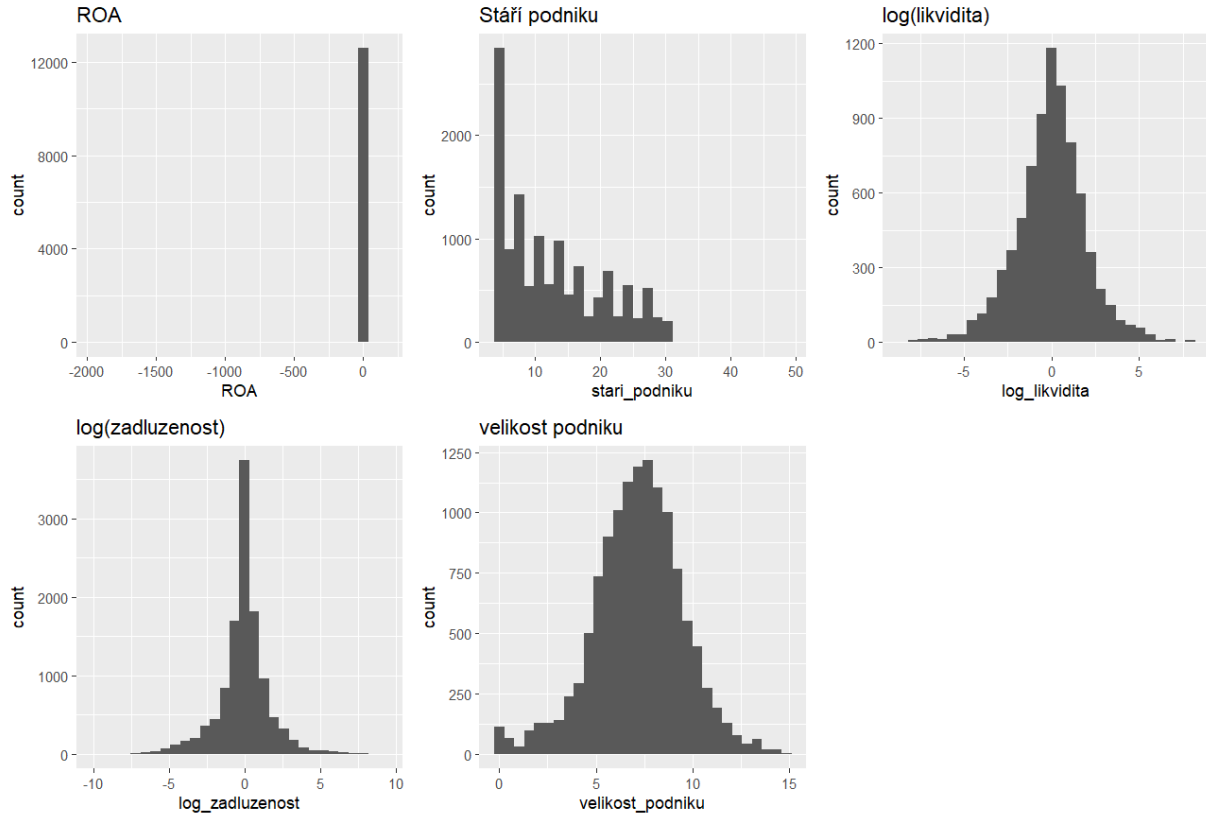 ROA
12000
8000
4000
0
count
-2000 -1500 -1000 -500 0
ROA
Stáří podniku
2000
1000
0
count
10 20 30 40 50
stari_podniku
log(likvidita)
1200
900
600
300
0
count
-5 0 5
log_likvidita
log(zadluzenost)
3000
2000
1000
0
count
-10 -5 0 5 10
log_zadluzenost
velikost podniku
1250
1000
750
500
250
0
count
0 5 10 15
velikost_podniku